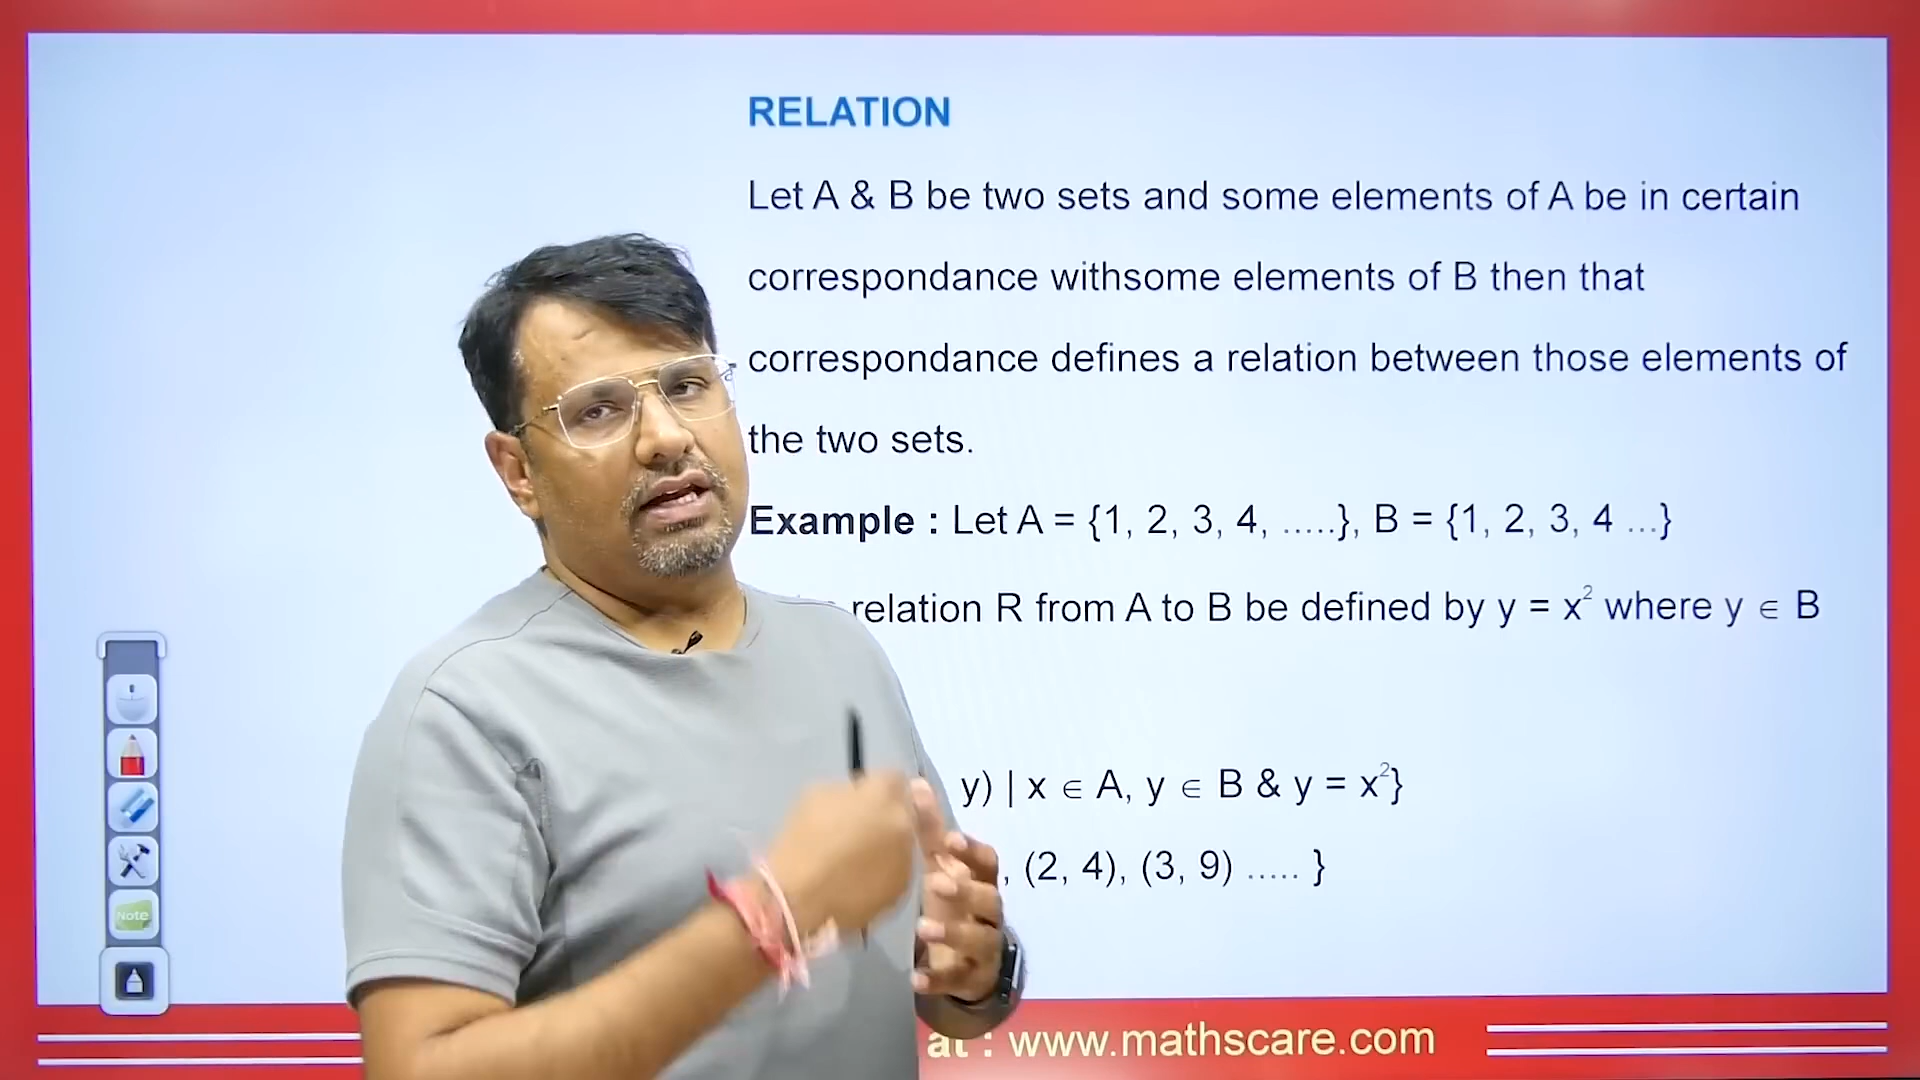 RELATION
Let A & B be two sets and some elements of A be in certain
correspondance withsome elements of B then that
correspondance defines a relation between those elements of
the two sets.
Example : Let A = {1, 2, 3, 4, .....}, B = {1, 2, 3, 4 ...}
relation R from A to B be defined by y = x² where y ∈ B
y) | x ∈ A, y ∈ B & y = x²}
, (2, 4), (3, 9) ..... }
Note
at : www.mathscare.com